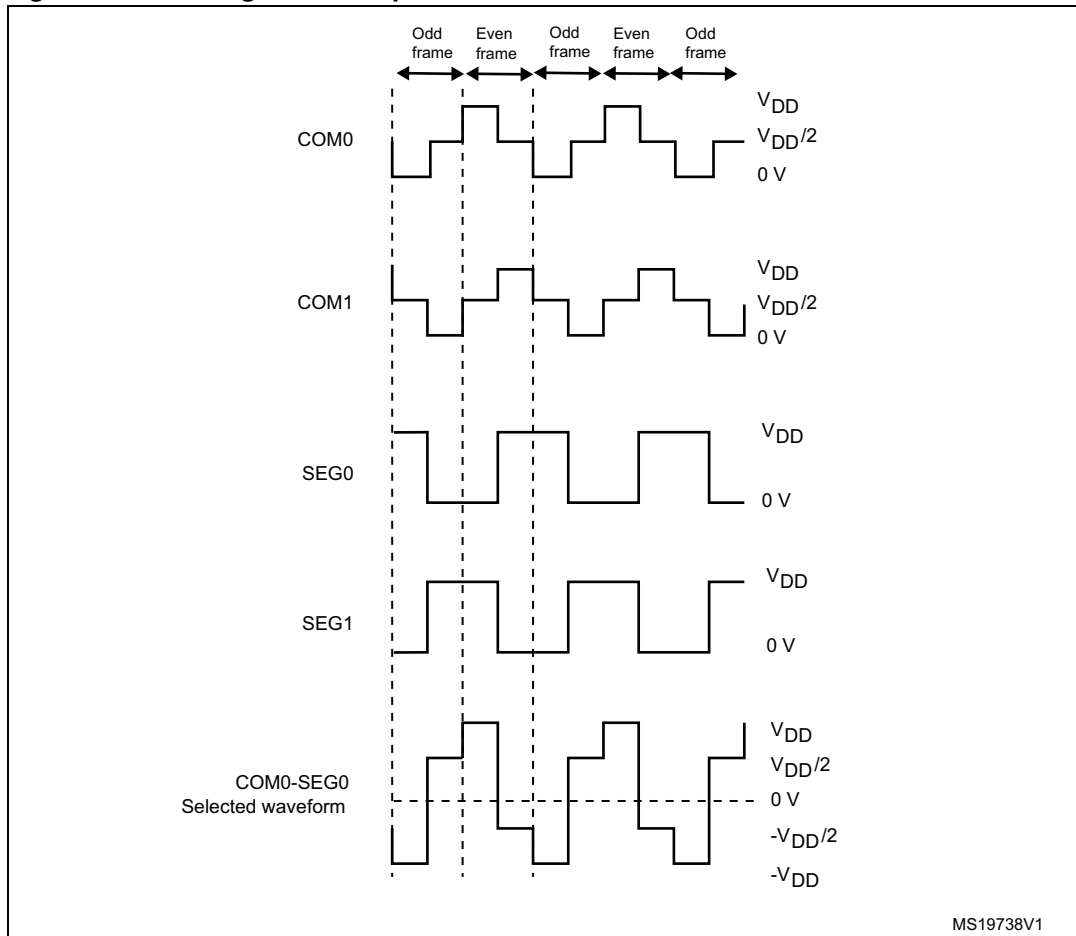 Odd frame
Even frame
Odd frame
Even frame
Odd frame
COM0
VDD
VDD/2
0 V
COM1
VDD
VDD/2
0 V
SEG0
VDD
0 V
SEG1
VDD
0 V
COM0-SEG0
Selected waveform
VDD
VDD/2
0 V
-VDD/2
-VDD
MS19738V1